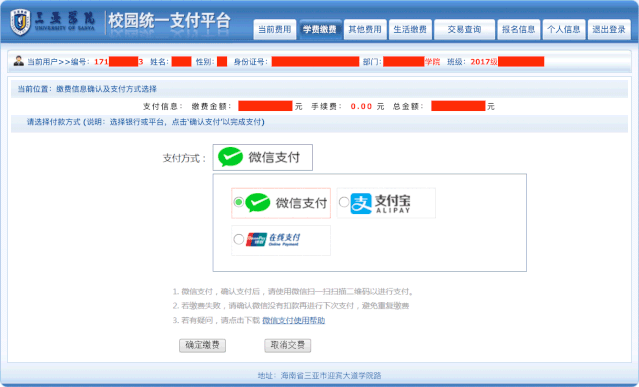 三亚学院 校园统一支付平台
UNIVERSITY OF SANYA
当前费用 学费缴费 其他费用 生活缴费 交易查询 报名信息 个人信息 退出登录
当前用户>>编号：171 3 姓名： 性别： 身份证号： 部门： 学院 班级：2017级
当前位置：缴费信息确认及支付方式选择
支付信息： 缴费金额： 元 手续费： 0.00 元 总金额： 元
请选择付款方式 (说明：选择银行或平台，点击'确认支付'以完成支付)
支付方式： 微信支付
微信支付 支付宝
ALIPAY
UnionPay 银联 在线支付
Online Payment
1. 微信支付，确认支付后，请使用微信扫一扫扫描二维码以进行支付。
2. 若缴费失败，请确认微信没有扣款再进行下次支付，避免重复缴费
3. 若有疑问，请点击下载 微信支付使用帮助
确定缴费 取消交费
地址：海南省三亚市迎宾大道学院路